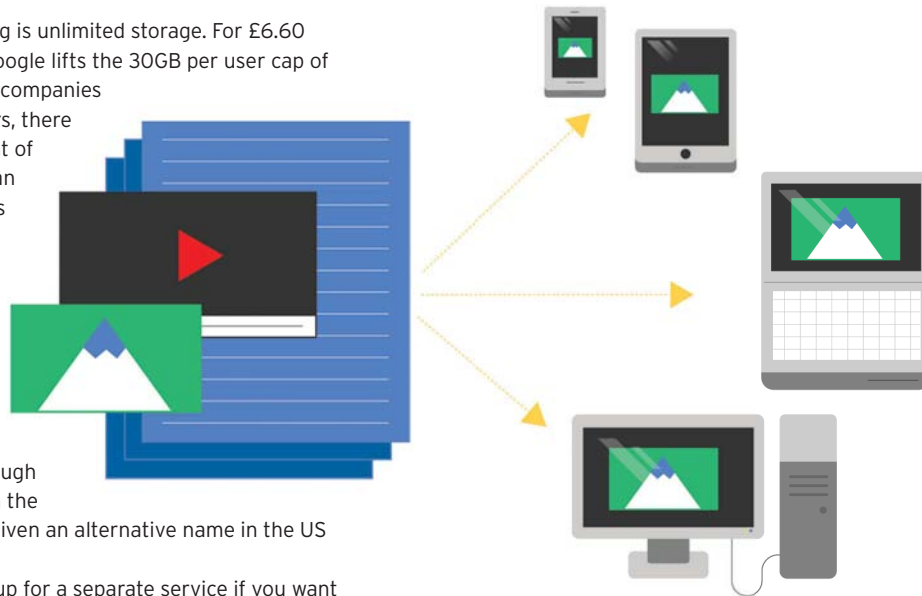 g is unlimited storage. For £6.60
oogle lifts the 30GB per user cap of
companies
s, there
t of
an
s
ugh
the
iven an alternative name in the US
up for a separate service if you want